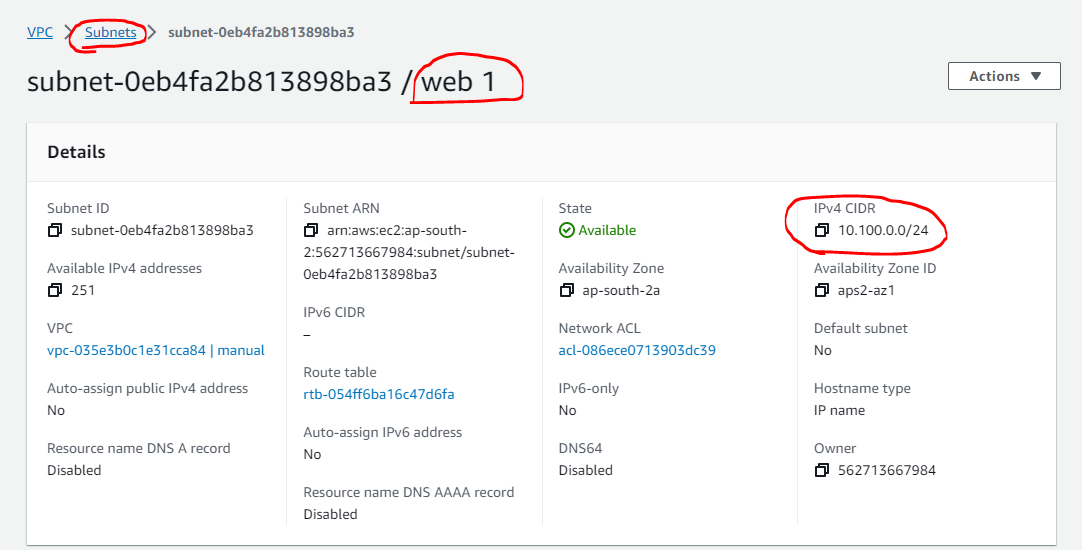 VPC > Subnets > subnet-0eb4fa2b813898ba3
subnet-0eb4fa2b813898ba3 / web 1
Actions ▼
Details
Subnet ID
subnet-0eb4fa2b813898ba3
Available IPv4 addresses
251
VPC
vpc-035e3b0c1e31cca84 | manual
Auto-assign public IPv4 address
No
Resource name DNS A record
Disabled
Subnet ARN
arn:aws:ec2:ap-south-
2:562713667984:subnet/subnet-
0eb4fa2b813898ba3
IPv6 CIDR
–
Route table
rtb-054ff6ba16c47d6fa
Auto-assign IPv6 address
No
Resource name DNS AAAA record
Disabled
State
Available
Availability Zone
ap-south-2a
Network ACL
acl-086ece0713903dc39
IPv6-only
No
DNS64
Disabled
IPv4 CIDR
10.100.0.0/24
Availability Zone ID
aps2-az1
Default subnet
No
Hostname type
IP name
Owner
562713667984